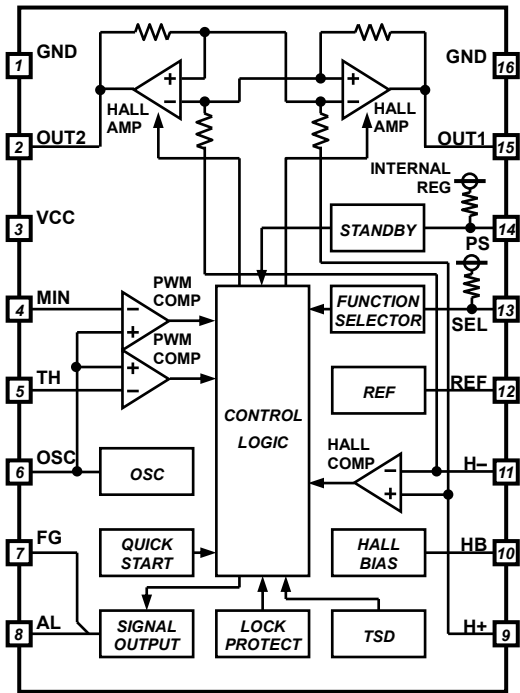 GND
GND
1
16
HALL
AMP
HALL
AMP
2
OUT2
OUT1
15
INTERNAL
REG
3
VCC
STANDBY
14
PS
4
MIN
PWM
COMP
FUNCTION
SELECTOR
13
SEL
PWM
COMP
5
TH
REF
REF
12
CONTROL
LOGIC
6
OSC
OSC
HALL
COMP
H−
11
7
FG
QUICK
START
HALL
BIAS
HB
10
8
AL
SIGNAL
OUTPUT
LOCK
PROTECT
TSD
H+
9
+
−
+
−
−
+
+
−
−
+